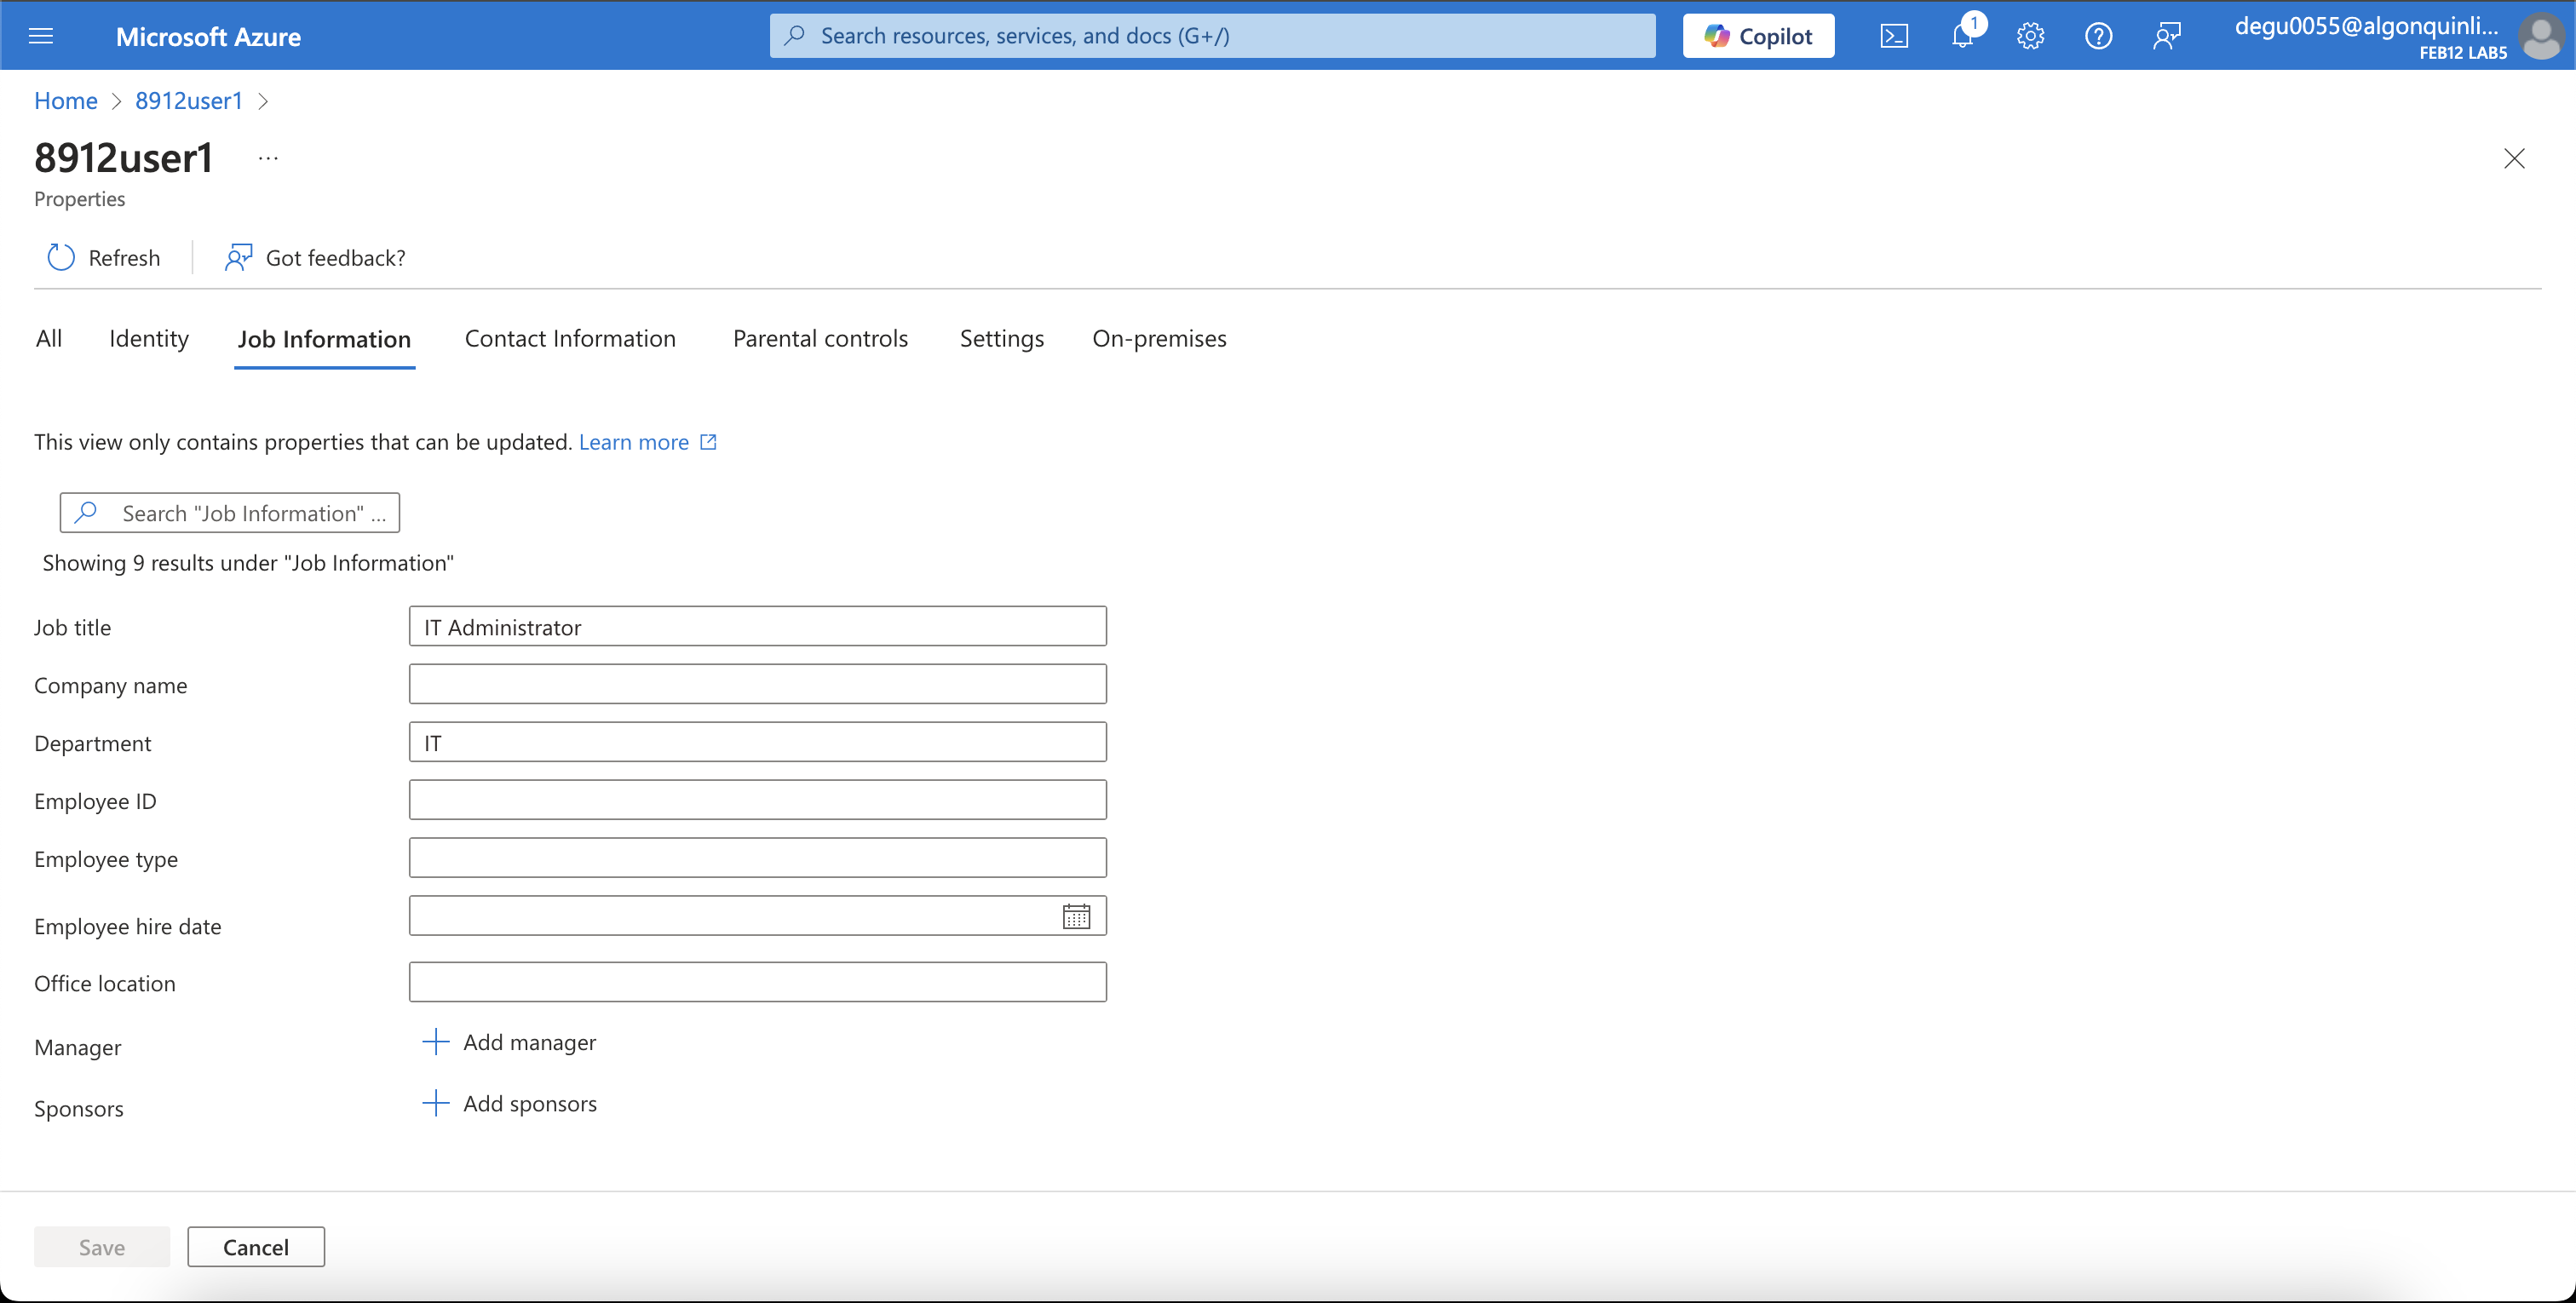 Microsoft Azure
Search resources, services, and docs (G+/)
Copilot
1
degu0055@algonquinli...
FEB12 LAB5
Home > 8912user1 >
8912user1 ...
Properties
Refresh
Got feedback?
All Identity Job Information Contact Information Parental controls Settings On-premises
This view only contains properties that can be updated. Learn more
Search "Job Information" ...
Showing 9 results under "Job Information"
Job title IT Administrator
Company name
Department IT
Employee ID
Employee type
Employee hire date
Office location
Manager Add manager
Sponsors Add sponsors
Save Cancel